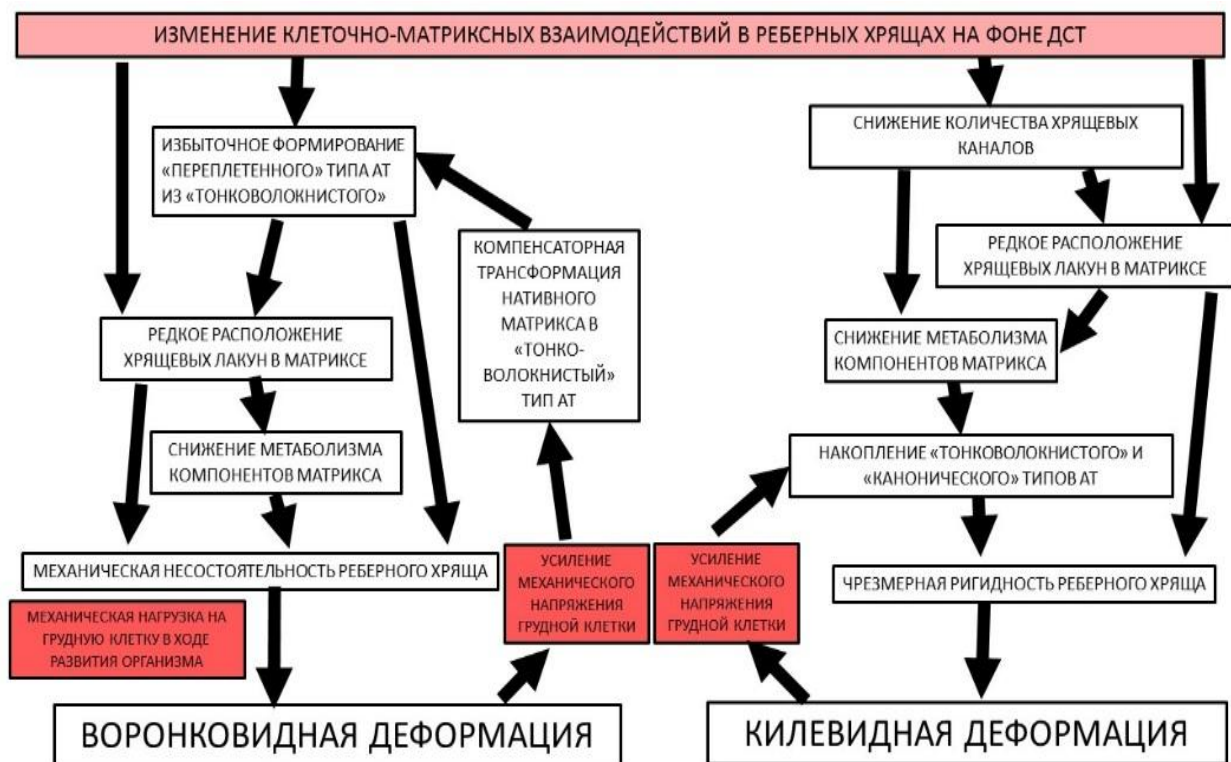 ИЗМЕНЕНИЕ КЛЕТОЧНО-МАТРИКСНЫХ ВЗАИМОДЕЙСТВИЙ В РЕБЕРНЫХ ХРЯЩАХ НА ФОНЕ ДСТ
ИЗБЫТОЧНОЕ ФОРМИРОВАНИЕ
«ПЕРЕПЛЕТЕННОГО» ТИПА АТ
ИЗ «ТОНКОВОЛОКНИСТОГО»
РЕДКОЕ РАСПОЛОЖЕНИЕ
ХРЯЩЕВЫХ ЛАКУН В МАТРИКСЕ
СНИЖЕНИЕ МЕТАБОЛИЗМА
КОМПОНЕНТОВ МАТРИКСА
МЕХАНИЧЕСКАЯ НЕСОСТОЯТЕЛЬНОСТЬ РЕБЕРНОГО ХРЯЩА
МЕХАНИЧЕСКАЯ НАГРУЗКА НА
ГРУДНУЮ КЛЕТКУ В ХОДЕ
РАЗВИТИЯ ОРГАНИЗМА
ВОРОНКОВИДНАЯ ДЕФОРМАЦИЯ
УСИЛЕНИЕ
МЕХАНИЧЕСКОГО
НАПРЯЖЕНИЯ
ГРУДНОЙ КЛЕТКИ
КОМПЕНСАТОРНАЯ
ТРАНСФОРМАЦИЯ
НАТИВНОГО
МАТРИКСА В
«ТОНКО-
ВОЛОКНИСТЫЙ»
ТИП АТ
СНИЖЕНИЕ КОЛИЧЕСТВА ХРЯЩЕВЫХ
КАНАЛОВ
РЕДКОЕ РАСПОЛОЖЕНИЕ
ХРЯЩЕВЫХ ЛАКУН В МАТРИКСЕ
СНИЖЕНИЕ МЕТАБОЛИЗМА
КОМПОНЕНТОВ МАТРИКСА
НАКОПЛЕНИЕ «ТОНКОВОЛОКНИСТОГО» И
«КАНОНИЧЕСКОГО» ТИПОВ АТ
УСИЛЕНИЕ
МЕХАНИЧЕСКОГО
НАПРЯЖЕНИЯ
ГРУДНОЙ КЛЕТКИ
ЧРЕЗМЕРНАЯ РИГИДНОСТЬ РЕБЕРНОГО ХРЯЩА
КИЛЕВИДНАЯ ДЕФОРМАЦИЯ